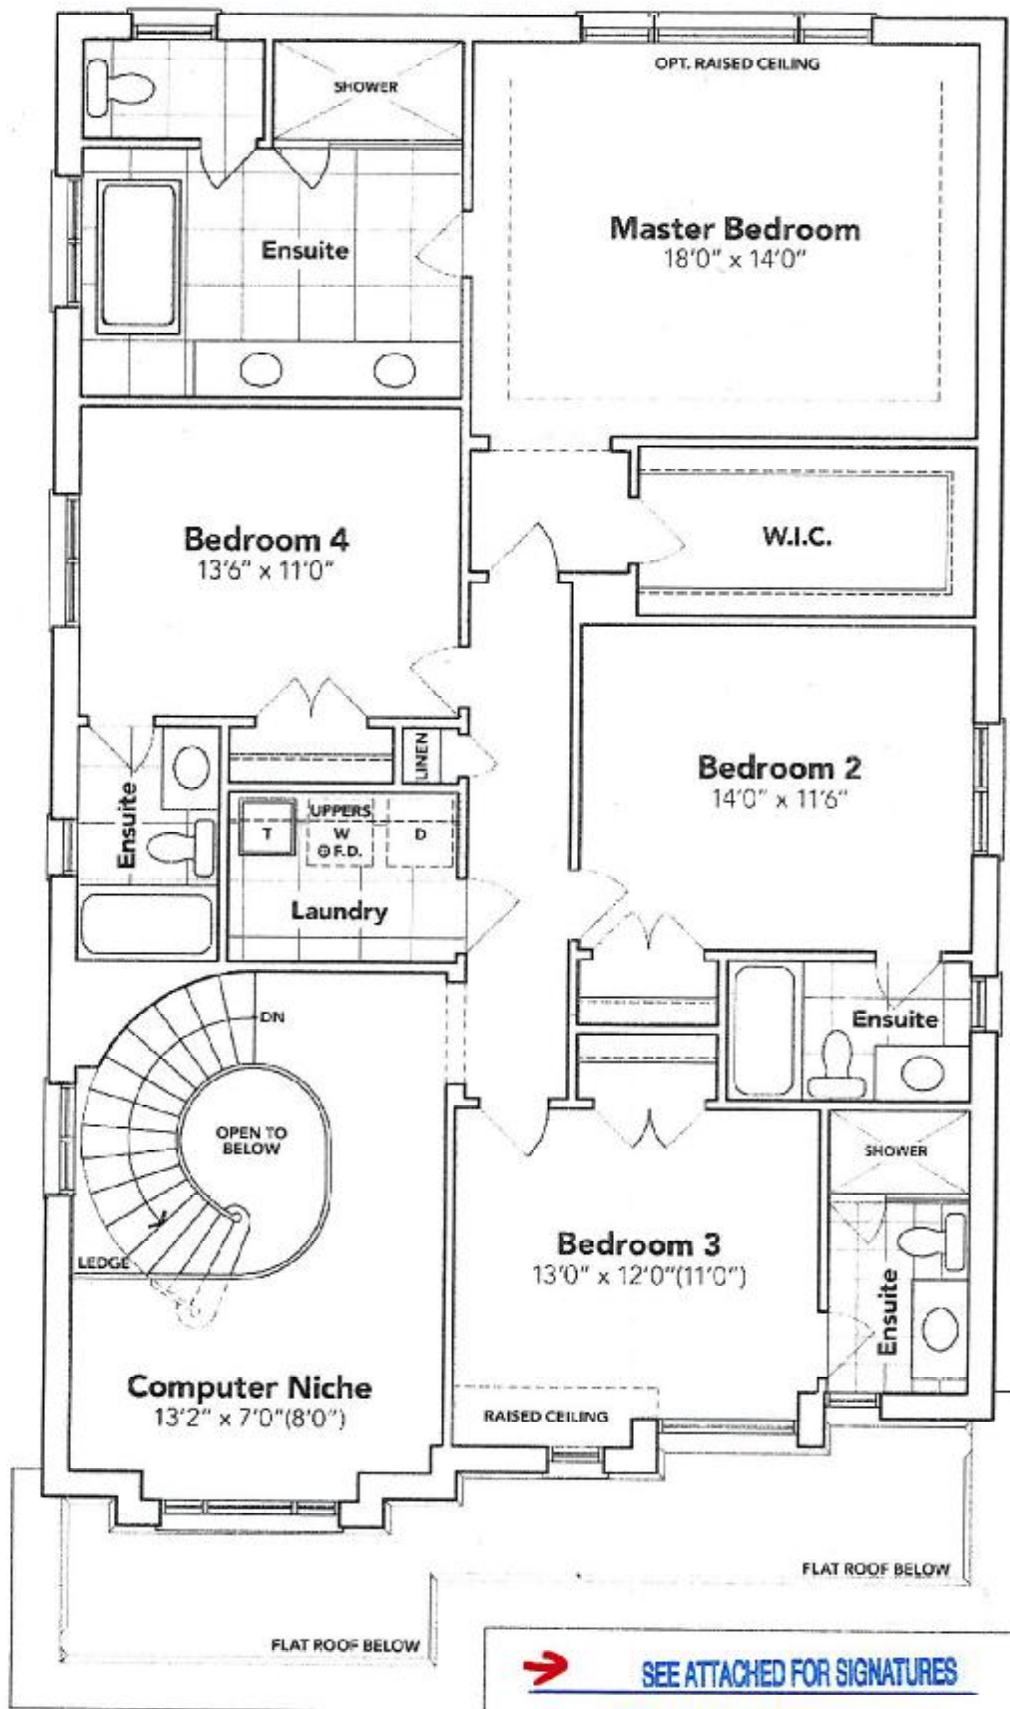 SHOWER
OPT. RAISED CEILING
Master Bedroom
18'0" x 14'0"
Ensuite
Bedroom 4
13'6" x 11'0"
W.I.C.
Bedroom 2
14'0" x 11'6"
LINEN
Ensuite
UPPERS
T
W
D
F.D.
Laundry
DN
Ensuite
OPEN TO
BELOW
SHOWER
LEDGE
Bedroom 3
13'0" x 12'0"(11'0")
Ensuite
Computer Niche
13'2" x 7'0"(8'0")
RAISED CEILING
FLAT ROOF BELOW
FLAT ROOF BELOW
SEE ATTACHED FOR SIGNATURES